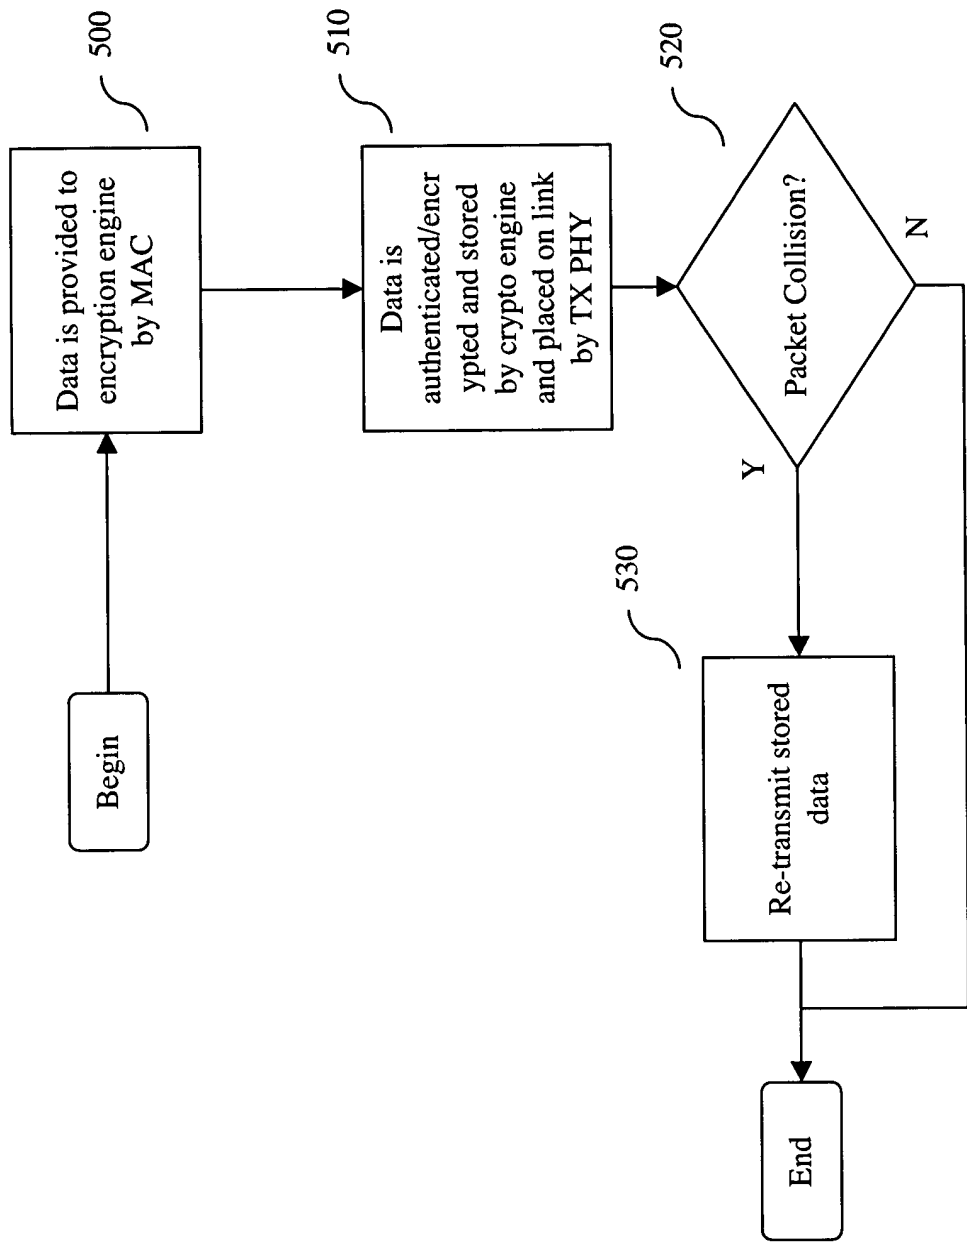 Begin
500
Data is provided to
encryption engine
by MAC
510
Data is
authenticated/encr
ypted and stored
by crypto engine
and placed on link
by TX PHY
520
Packet Collision?
Y
N
530
Re-transmit stored
data
End